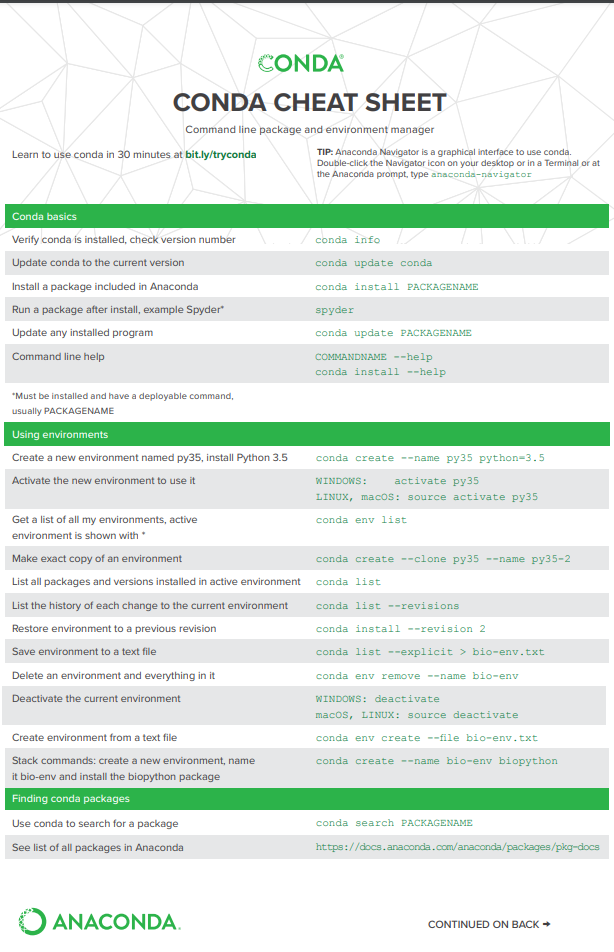 CONDA
CONDA CHEAT SHEET
Command line package and environment manager
Learn to use conda in 30 minutes at bit.ly/tryconda
TIP: Anaconda Navigator is a graphical interface to use conda.
Double-click the Navigator icon on your desktop or in a Terminal or at
the Anaconda prompt, type anaconda-navigator
Conda basics
Verify conda is installed, check version number conda info
Update conda to the current version conda update conda
Install a package included in Anaconda conda install PACKAGENAME
Run a package after install, example Spyder* spyder
Update any installed program conda update PACKAGENAME
Command line help COMMANDNAME --help
conda install --help
*Must be installed and have a deployable command,
usually PACKAGENAME
Using environments
Create a new environment named py35, install Python 3.5 conda create --name py35 python=3.5
Activate the new environment to use it WINDOWS: activate py35
LINUX, macOS: source activate py35
Get a list of all my environments, active conda env list
environment is shown with *
Make exact copy of an environment conda create --clone py35 --name py35-2
List all packages and versions installed in active environment conda list
List the history of each change to the current environment conda list --revisions
Restore environment to a previous revision conda install --revision 2
Save environment to a text file conda list --explicit > bio-env.txt
Delete an environment and everything in it conda env remove --name bio-env
Deactivate the current environment WINDOWS: deactivate
macOS, LINUX: source deactivate
Create environment from a text file conda env create --file bio-env.txt
Stack commands: create a new environment, name conda create --name bio-env biopython
it bio-env and install the biopython package
Finding conda packages
Use conda to search for a package conda search PACKAGENAME
See list of all packages in Anaconda https://docs.anaconda.com/anaconda/packages/pkg-docs
ANACONDA.
CONTINUED ON BACK →